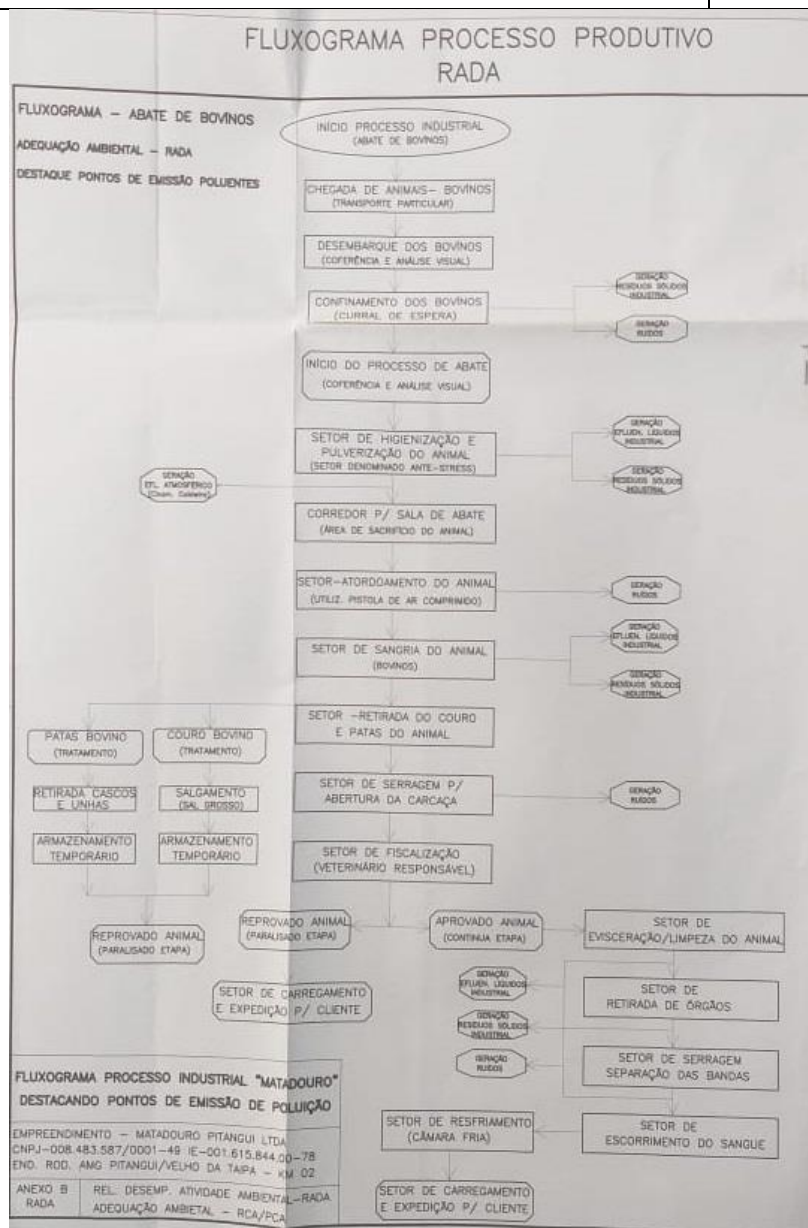 FLUXOGRAMA PROCESSO PRODUTIVO
RADA
FLUXOGRAMA – ABATE DE BOVÍNOS
ADEQUAÇÃO AMBIENTAL – RADA
DESTAQUE PONTOS DE EMISSÃO POLUENTES
INÍCIO PROCESSO INDUSTRIAL
(ABATE DE BOVINOS)
CHEGADA DE ANIMAIS– BOVÍNOS
(TRANSPORTE PARTICULAR)
DESEMBARQUE DOS BOVÍNOS
(COFERÊNCIA E ANÁLISE VISUAL)
CONFINAMENTO DOS BOVÍNOS
(CURRAL DE ESPERA)
GERAÇÃO
RESÍDUOS SÓLIDOS
INDUSTRIAL
GERAÇÃO
RUÍDOS
INÍCIO DO PROCESSO DE ABATE
(COFERÊNCIA E ANÁLISE VISUAL)
SETOR DE HIGIENIZAÇÃO E
PULVERIZAÇÃO DO ANIMAL
(SETOR DENOMINADO ANTE-STRESS)
GERAÇÃO
EFLUEN. LÍQUIDOS
INDUSTRIAL
GERAÇÃO
RESÍDUOS SÓLIDOS
INDUSTRIAL
GERAÇÃO
EFL. ATMOSFÉRICO
(Cham. Caldeira)
CORREDOR P/ SALA DE ABATE
(ÁREA DE SACRIFÍCIO DO ANIMAL)
SETOR-ATORDOAMENTO DO ANIMAL
(UTILIZ. PISTOLA DE AR COMPRIMIDO)
GERAÇÃO
RUÍDOS
SETOR DE SANGRIA DO ANIMAL
(BOVINOS)
GERAÇÃO
EFLUEN. LÍQUIDOS
INDUSTRIAL
GERAÇÃO
RESÍDUOS SÓLIDOS
INDUSTRIAL
SETOR –RETIRADA DO COURO
E PATAS DO ANIMAL
PATAS BOVINO
(TRATAMENTO)
COURO BOVINO
(TRATAMENTO)
RETIRADA CASCOS
E UNHAS
SALGAMENTO
(SAL GROSSO)
SETOR DE SERRAGEM P/
ABERTURA DA CARCAÇA
GERAÇÃO
RUÍDOS
ARMAZENAMENTO
TEMPORÁRIO
ARMAZENAMENTO
TEMPORÁRIO
SETOR DE FISCALIZAÇÃO
(VETERINÁRIO RESPONSÁVEL)
REPROVADO ANIMAL
(PARALISADO ETAPA)
REPROVADO ANIMAL
(PARALISADO ETAPA)
APROVADO ANIMAL
(CONTINUA ETAPA)
SETOR DE
EVISCERAÇÃO/LIMPEZA DO ANIMAL
SETOR DE CARREGAMENTO
E EXPEDIÇÃO P/ CLIENTE
GERAÇÃO
EFLUEN. LÍQUIDOS
INDUSTRIAL
SETOR DE
RETIRADA DE ÓRGÃOS
GERAÇÃO
RESÍDUOS SÓLIDOS
INDUSTRIAL
GERAÇÃO
RUÍDOS
SETOR DE SERRAGEM
SEPARAÇÃO DAS BANDAS
SETOR DE RESFRIAMENTO
(CÂMARA FRIA)
SETOR DE
ESCORRIMENTO DO SANGUE
SETOR DE CARREGAMENTO
E EXPEDIÇÃO P/ CLIENTE
FLUXOGRAMA PROCESSO INDUSTRIAL "MATADOURO"
DESTACANDO PONTOS DE EMISSÃO DE POLUIÇÃO
EMPREENDIMENTO – MATADOURO PITANGUI LTDA
CNPJ-008.483.587/0001-49 IE-001.615.844.00-78
END. ROD. AMG PITANGUI/VELHO DA TAIPA – KM 02
ANEXO B
RADA
REL. DESEMP. ATIVIDADE AMBIENTAL-RADA
ADEQUAÇÃO AMBIETAL – RCA/PCA